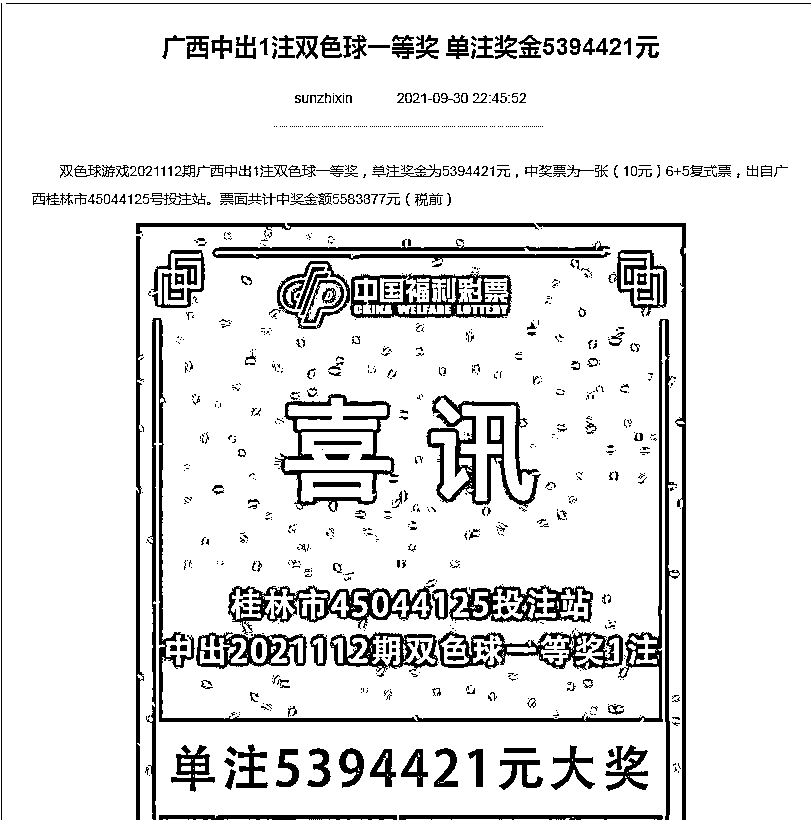 广西中出1注双色球一等奖 单注奖金5394421元
sunzhixin 2021-09-30 22:45:52
双色球游戏2021112期广西中出1注双色球一等奖，单注奖金为5394421元，中奖票为一张（10元）6+5复式票，出自广
西桂林市45044125号投注站。票面共计中奖金额5583877元（税前）
中国福利彩票
CHINA WELFARE LOTTERY
喜讯
桂林市45044125投注站
中出2021112期双色球一等奖1注
单注5394421元大奖